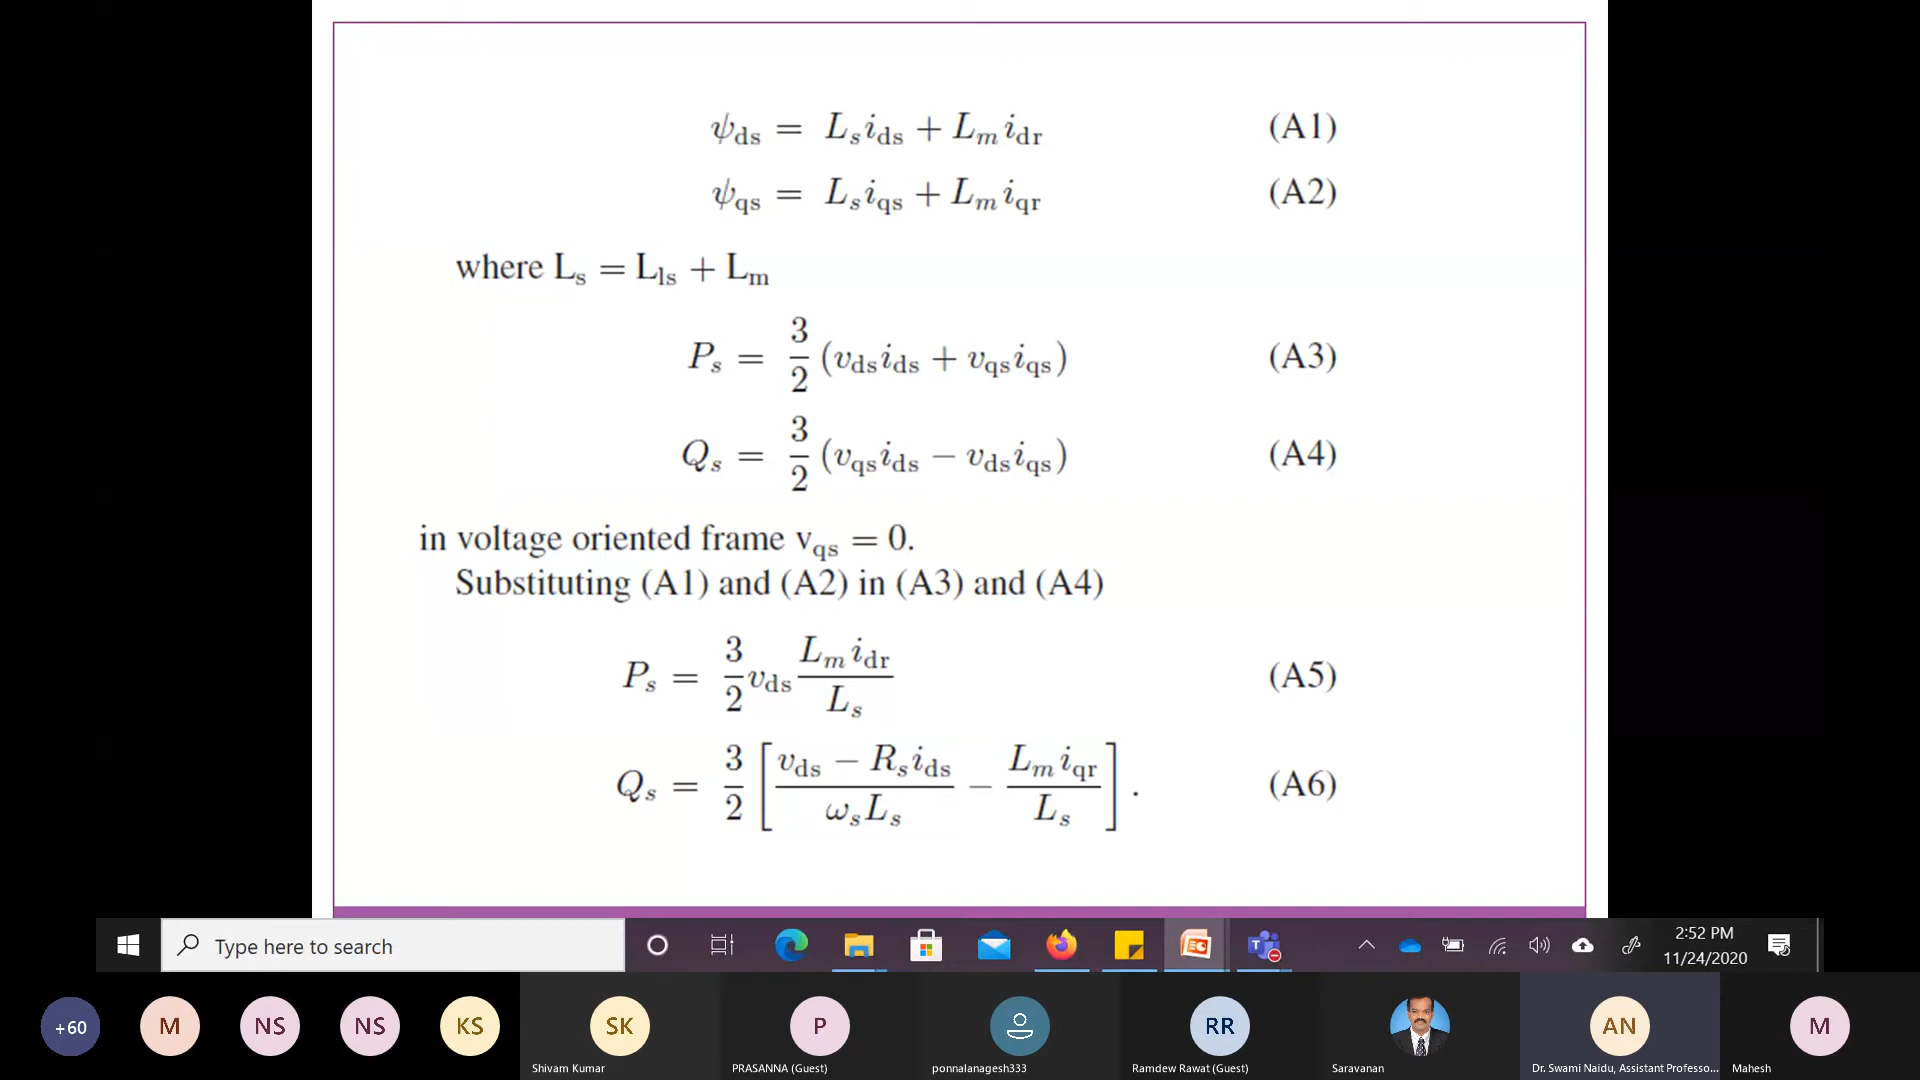 ψds = Lsids + Lmidr (A1)
ψqs = Lsiqs + Lmiqr (A2)
where Ls = Lls + Lm
Ps = 3/2 (vdsids + vqsiqs) (A3)
Qs = 3/2 (vqsids − vdsiqs) (A4)
in voltage oriented frame vqs = 0.
Substituting (A1) and (A2) in (A3) and (A4)
Ps = 3/2 vds Lmidr/Ls (A5)
Qs = 3/2 [ (vds − Rsids)/(ωsLs) − Lmiqr/Ls ] . (A6)
Type here to search
2:52 PM
11/24/2020
+60
M
NS
NS
KS
SK
P
RR
AN
M
Shivam Kumar
PRASANNA (Guest)
ponnalanagesh333
Ramdew Rawat (Guest)
Saravanan
Dr. Swami Naidu, Assistant Professo...
Mahesh